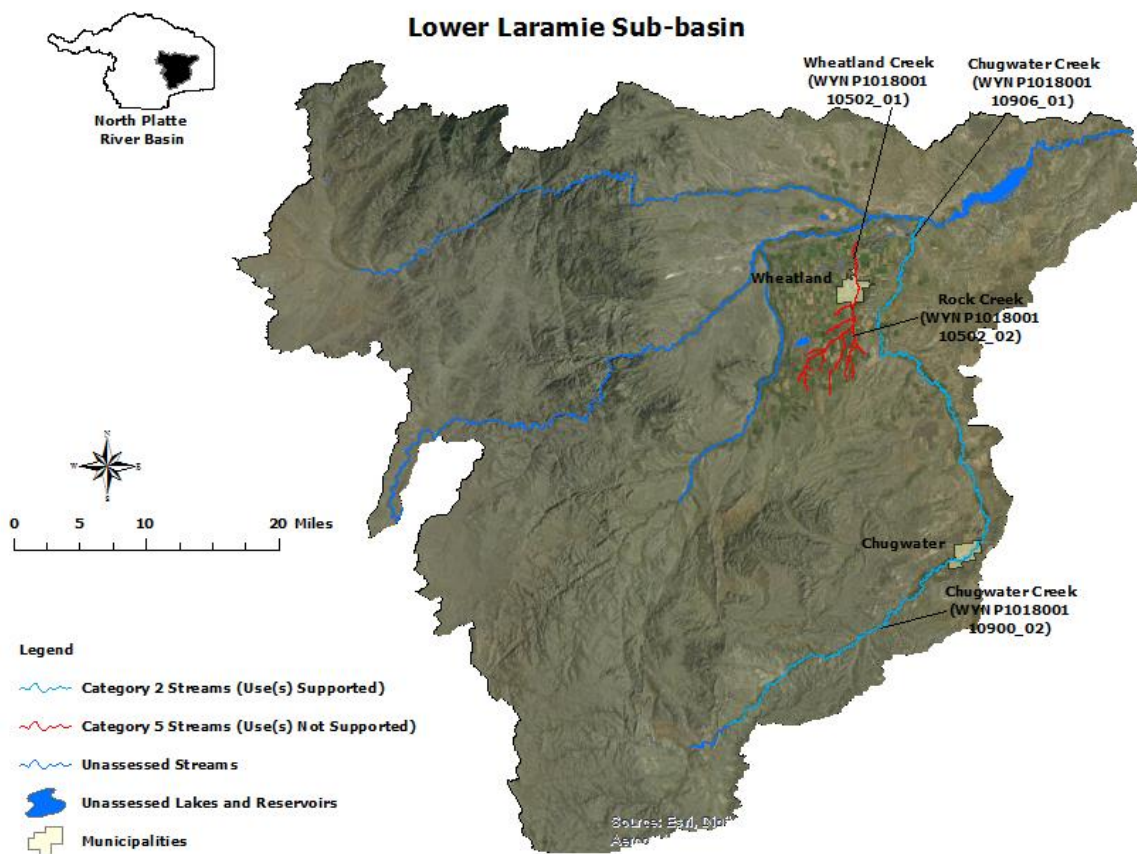 Lower Laramie Sub-basin
North Platte
River Basin
Wheatland Creek
(WYNP1018001
10502_01)
Chugwater Creek
(WYNP1018001
10906_01)
Wheatland
Rock Creek
(WYNP1018001
10502_02)
N
W
E
S
0 5 10 20 Miles
Chugwater
Chugwater Creek
(WYNP1018001
10900_02)
Legend
Category 2 Streams (Use(s) Supported)
Category 5 Streams (Use(s) Not Supported)
Unassessed Streams
Unassessed Lakes and Reservoirs
Municipalities
Source: Esri,